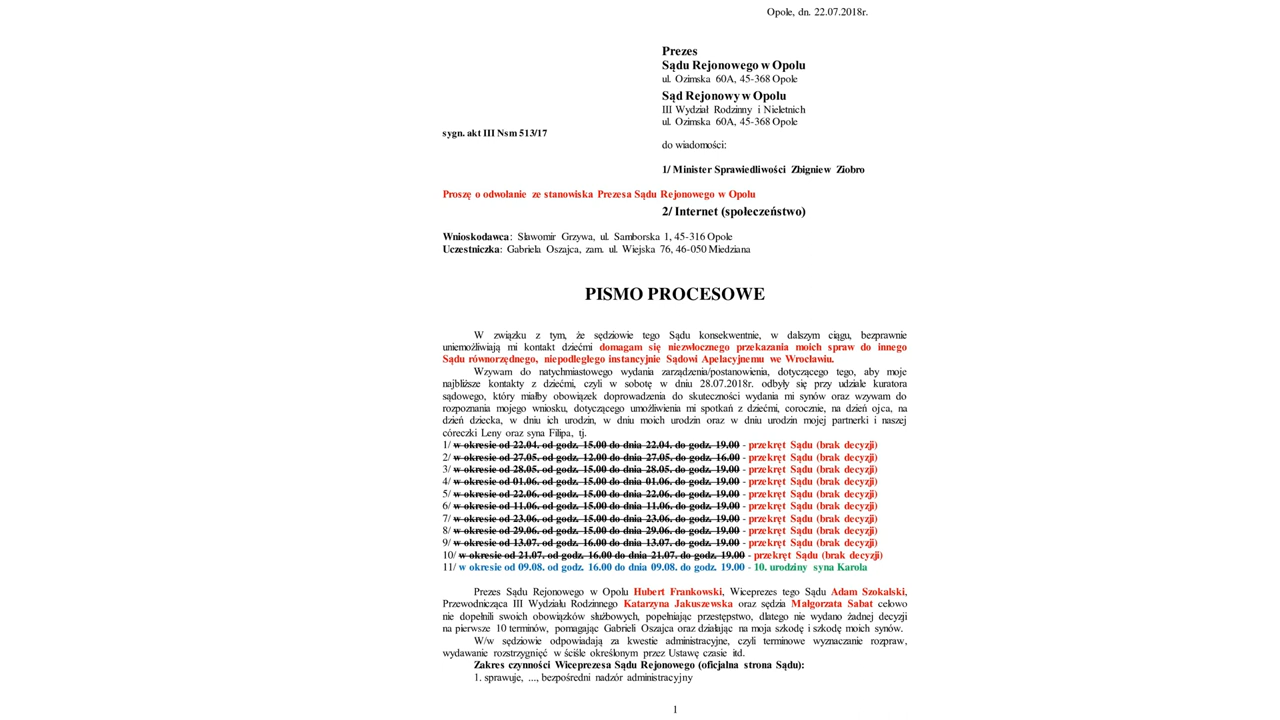 Opole, dn. 22.07.2018r.
Prezes
Sądu Rejonowego w Opolu
ul. Ozimska 60A, 45-368 Opole
Sąd Rejonowy w Opolu
III Wydział Rodzinny i Nieletnich
ul. Ozimska 60A, 45-368 Opole
sygn. akt III Nsm 513/17
do wiadomości:
1/ Minister Sprawiedliwości Zbigniew Ziobro
Proszę o odwołanie ze stanowiska Prezesa Sądu Rejonowego w Opolu
2/ Internet (społeczeństwo)
Wnioskodawca: Sławomir Grzywa, ul. Samborska 1, 45-316 Opole
Uczestniczka: Gabriela Oszajca, zam. ul. Wiejska 76, 46-050 Miedziana
PISMO PROCESOWE
W związku z tym, że sędziowie tego Sądu konsekwentnie, w dalszym ciągu, bezprawnie
uniemożliwiają mi kontakt dziećmi domagam się niezwłocznego przekazania moich spraw do innego
Sądu równorzędnego, niepodległego instancyjnie Sądowi Apelacyjnemu we Wrocławiu.
Wzywam do natychmiastowego wydania zarządzenia/postanowienia, dotyczącego tego, aby moje
najbliższe kontakty z dziećmi, czyli w sobotę w dniu 28.07.2018r. odbyły się przy udziale kuratora
sądowego, który miałby obowiązek doprowadzenia do skuteczności wydania mi synów oraz wzywam do
rozpoznania mojego wniosku, dotyczącego umożliwienia mi spotkań z dziećmi, corocznie, na dzień ojca, na
dzień dziecka, w dniu ich urodzin, w dniu moich urodzin oraz w dniu urodzin mojej partnerki i naszej
córeczki Leny oraz syna Filipa, tj.
1/ w okresie od 22.04. od godz. 15.00 do dnia 22.04. do godz. 19.00 - przekręt Sądu (brak decyzji)
2/ w okresie od 27.05. od godz. 12.00 do dnia 27.05. do godz. 16.00 - przekręt Sądu (brak decyzji)
3/ w okresie od 28.05. od godz. 15.00 do dnia 28.05. do godz. 19.00 - przekręt Sądu (brak decyzji)
4/ w okresie od 01.06. od godz. 15.00 do dnia 01.06. do godz. 19.00 - przekręt Sądu (brak decyzji)
5/ w okresie od 22.06. od godz. 15.00 do dnia 22.06. do godz. 19.00 - przekręt Sądu (brak decyzji)
6/ w okresie od 11.06. od godz. 15.00 do dnia 11.06. do godz. 19.00 - przekręt Sądu (brak decyzji)
7/ w okresie od 23.06. od godz. 15.00 do dnia 23.06. do godz. 19.00 - przekręt Sądu (brak decyzji)
8/ w okresie od 29.06. od godz. 15.00 do dnia 29.06. do godz. 19.00 - przekręt Sądu (brak decyzji)
9/ w okresie od 13.07. od godz. 16.00 do dnia 13.07. do godz. 19.00 - przekręt Sądu (brak decyzji)
10/ w okresie od 21.07. od godz. 16.00 do dnia 21.07. do godz. 19.00 - przekręt Sądu (brak decyzji)
11/ w okresie od 09.08. od godz. 16.00 do dnia 09.08. do godz. 19.00 - 10. urodziny syna Karola
Prezes Sądu Rejonowego w Opolu Hubert Frankowski, Wiceprezes tego Sądu Adam Szokalski,
Przewodnicząca III Wydziału Rodzinnego Katarzyna Jakuszewska oraz sędzia Małgorzata Sabat celowo
nie dopełnili swoich obowiązków służbowych, popełniając przestępstwo, dlatego nie wydano żadnej decyzji
na pierwsze 10 terminów, pomagając Gabrieli Oszajca oraz działając na moja szkodę i szkodę moich synów.
W/w sędziowie odpowiadają za kwestie administracyjne, czyli terminowe wyznaczanie rozpraw,
wydawanie rozstrzygnięć w ściśle określonym przez Ustawę czasie itd.
Zakres czynności Wiceprezesa Sądu Rejonowego (oficjalna strona Sądu):
1. sprawuje, ..., bezpośredni nadzór administracyjny
1